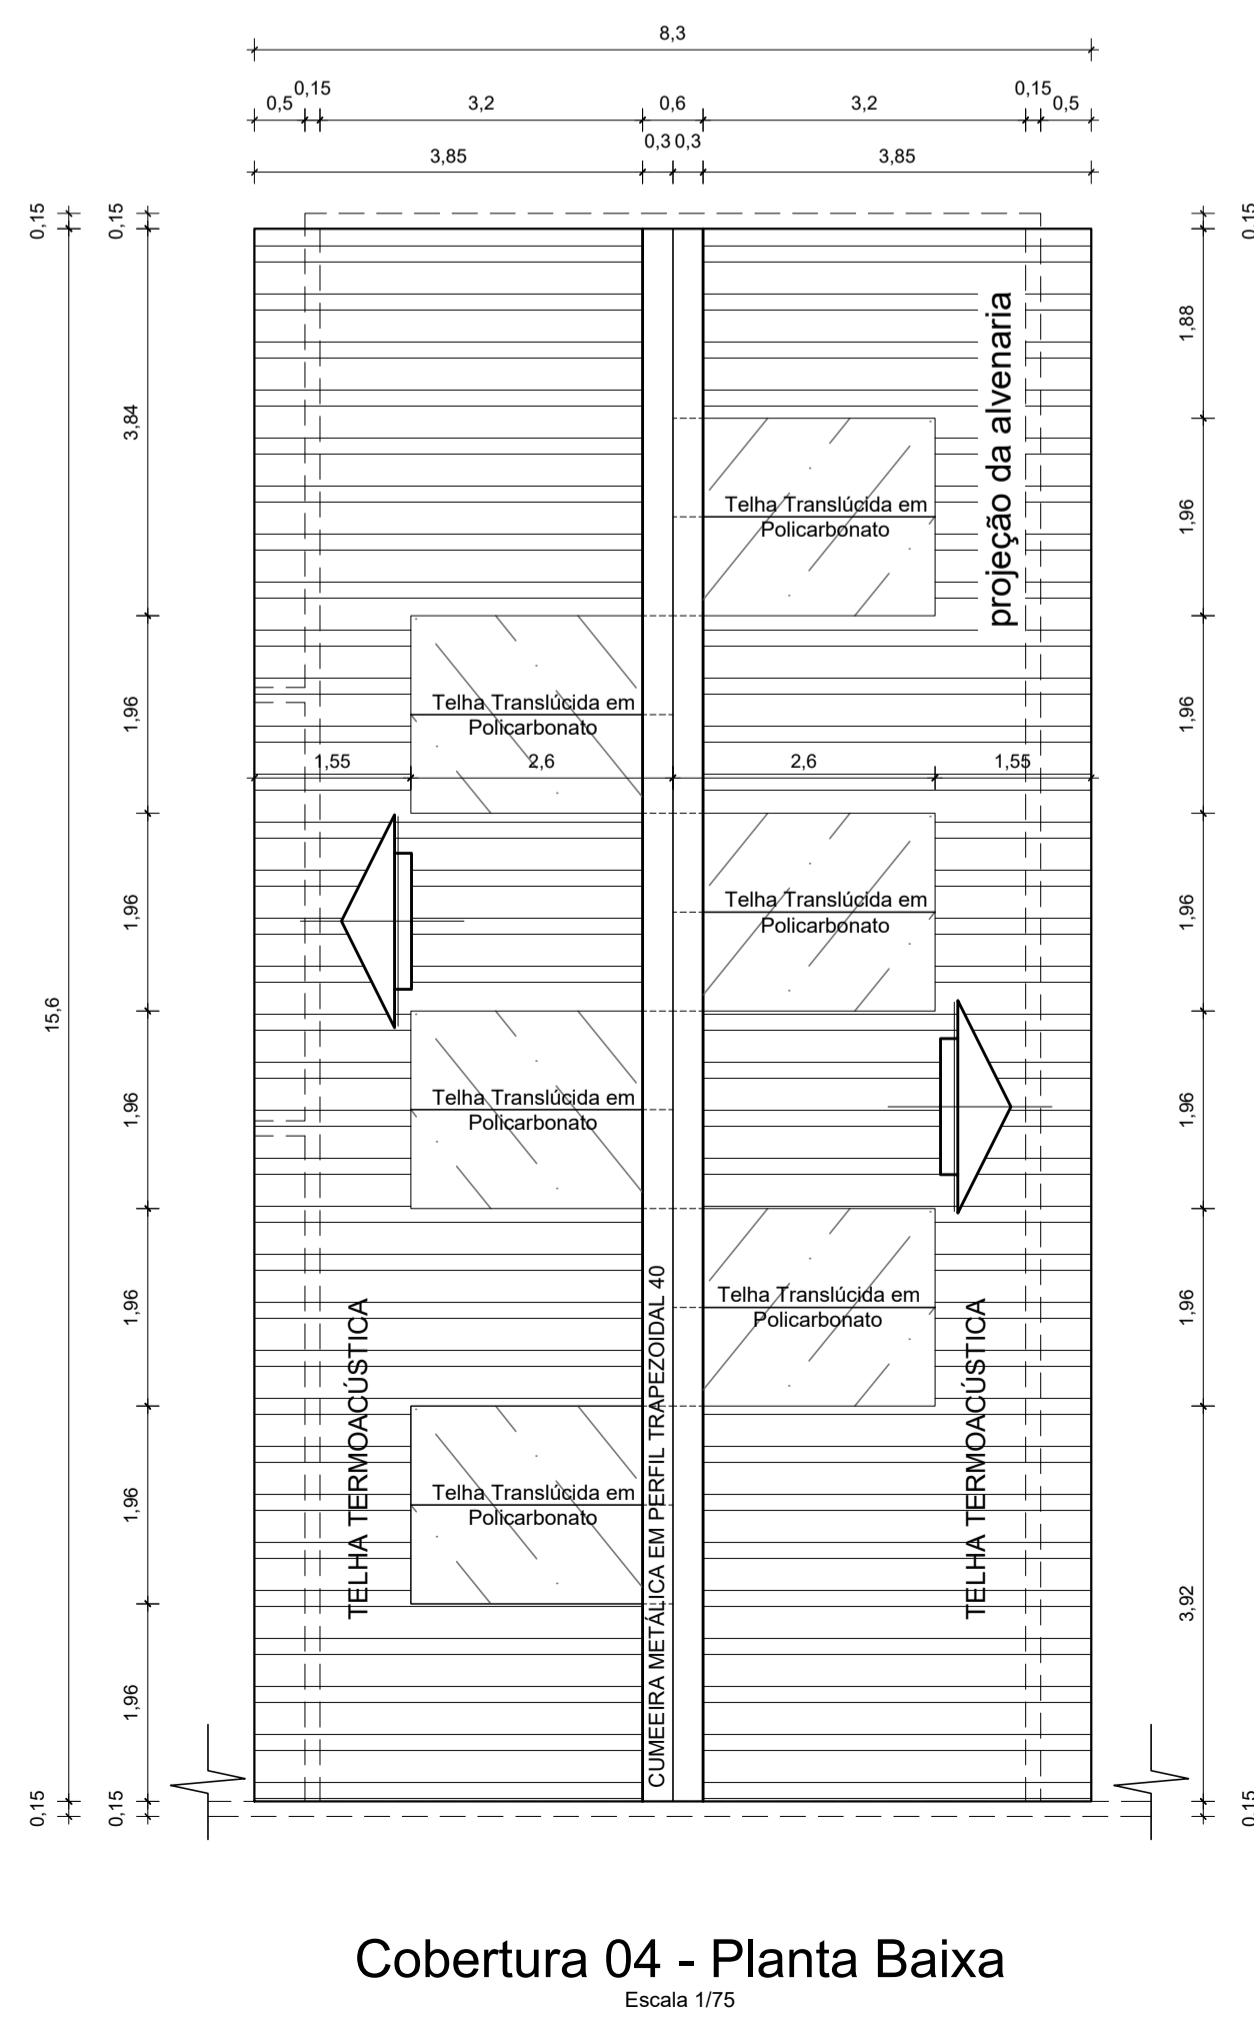 8,3
0,5
0,15
3,2
0,6
3,2
0,15
0,5
3,85
0,3
0,3
3,85
0,15
0,15
0,15
0,15
3,84
1,88
projeção da alvenaria
Telha Translúcida em
Policarbonato
1,96
Telha Translúcida em
Policarbonato
1,96
1,96
1,55
2,6
2,6
1,55
Telha Translúcida em
Policarbonato
1,96
1,96
15,6
Telha Translúcida em
Policarbonato
1,96
1,96
Telha Translúcida em
Policarbonato
1,96
1,96
TELHA TERMOACÚSTICA
CUMEEIRA METÁLICA EM PERFIL TRAPEZOIDAL 40
TELHA TERMOACÚSTICA
Telha Translúcida em
Policarbonato
1,96
3,92
1,96
0,15
0,15
0,15
Cobertura 04 - Planta Baixa
Escala 1/75